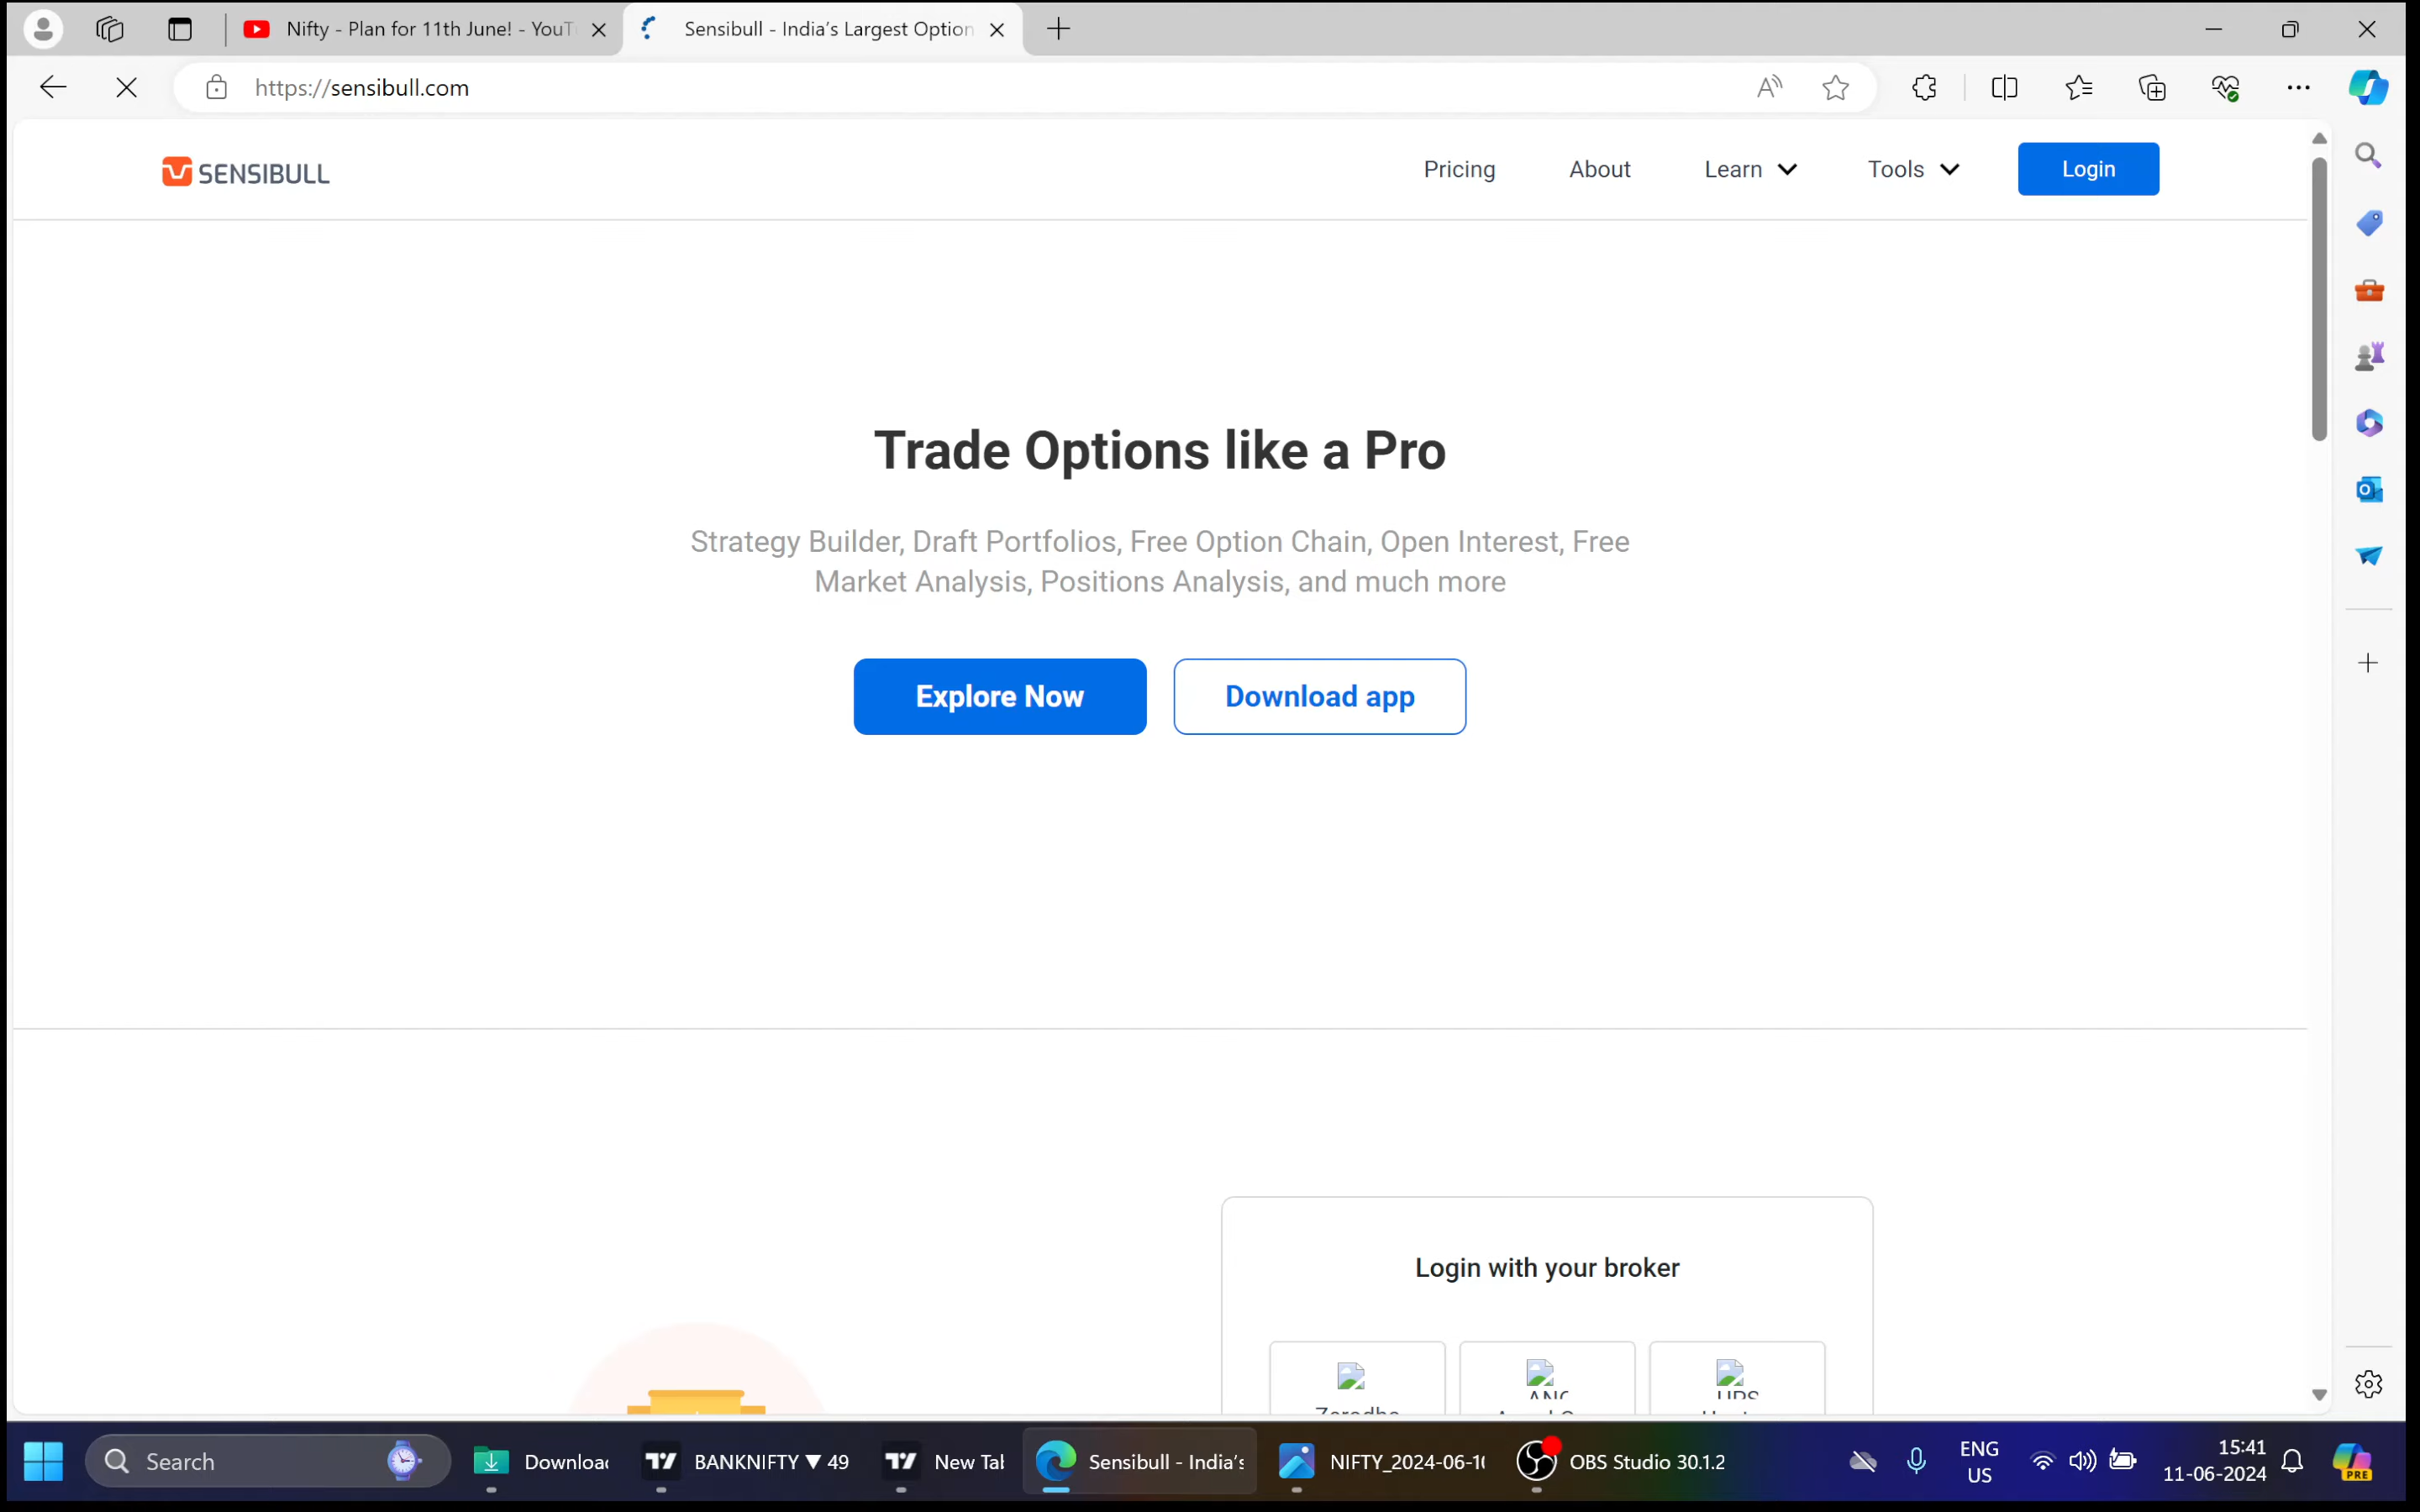 Nifty - Plan for 11th June! - YouT
Sensibull - India's Largest Option
https://sensibull.com
SENSIBULL
Pricing
About
Learn
Tools
Login
Trade Options like a Pro
Strategy Builder, Draft Portfolios, Free Option Chain, Open Interest, Free
Market Analysis, Positions Analysis, and much more
Explore Now
Download app
Login with your broker
Search
Downloa
BANKNIFTY ▼ 49
New Tab
Sensibull - India's
NIFTY_2024-06-10
OBS Studio 30.1.2
ENG
US
15:41
11-06-2024
PRE